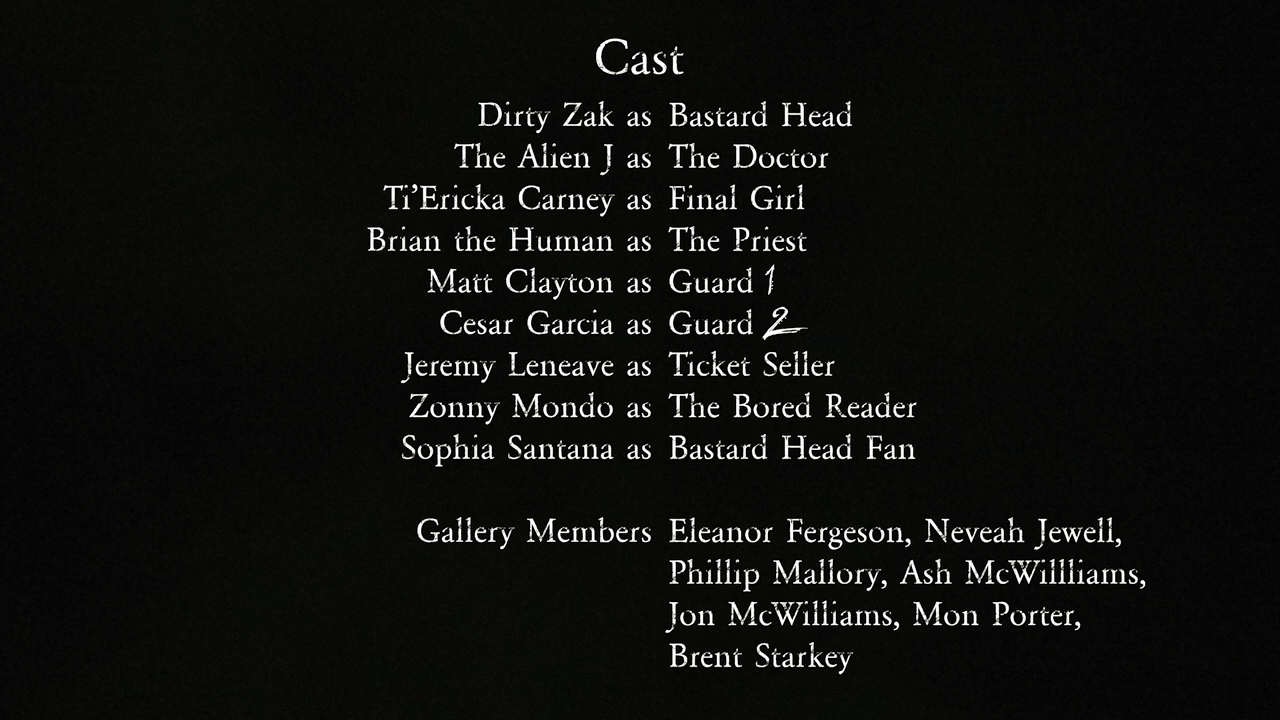 Cast
Dirty Zak as Bastard Head
The Alien J as The Doctor
Ti'Ericka Carney as Final Girl
Brian the Human as The Priest
Matt Clayton as Guard 1
Cesar Garcia as Guard 2
Jeremy Leneave as Ticket Seller
Zonny Mondo as The Bored Reader
Sophia Santana as Bastard Head Fan
Gallery Members Eleanor Fergeson, Neveah Jewell,
Phillip Mallory, Ash McWillliams,
Jon McWilliams, Mon Porter,
Brent Starkey